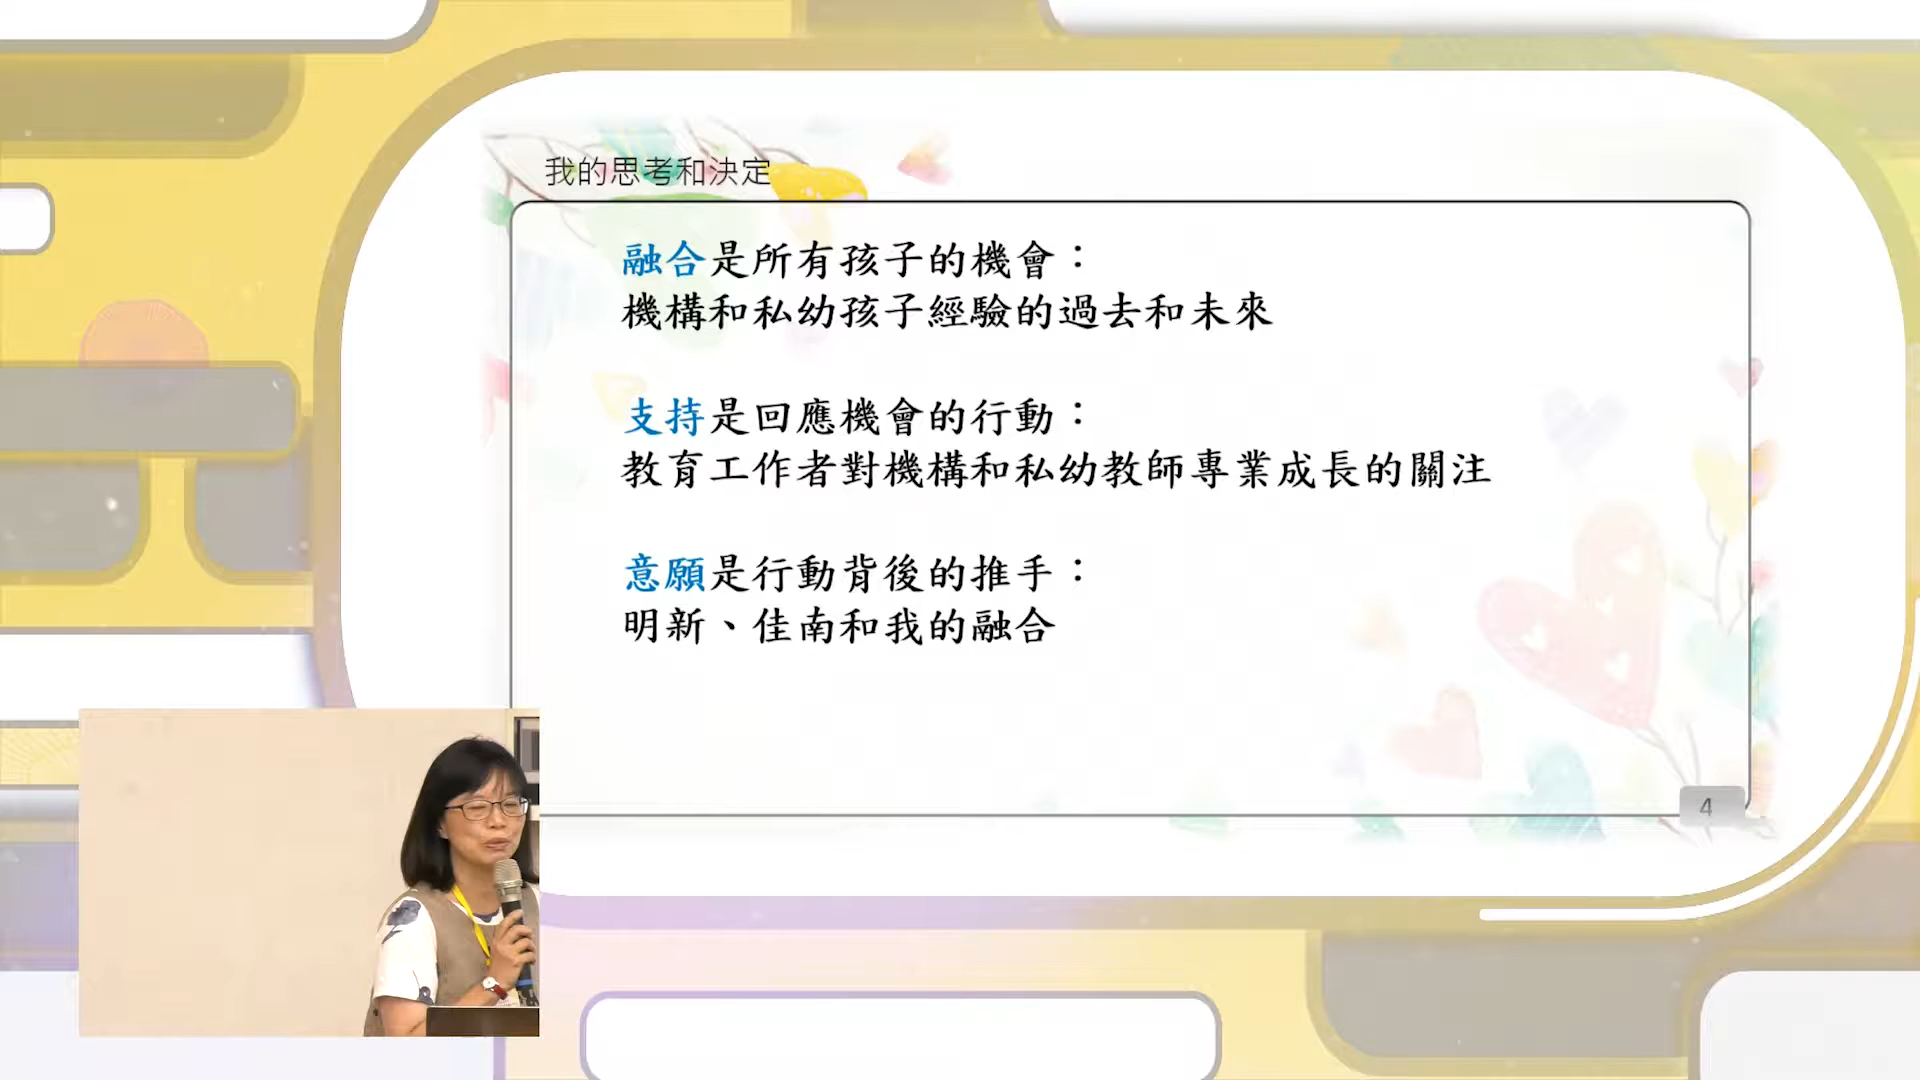 我的思考和決定
融合是所有孩子的機會：
機構和私幼孩子經驗的過去和未來
支持是回應機會的行動：
教育工作者對機構和私幼教師專業成長的關注
意願是行動背後的推手：
明新、佳南和我的融合
4